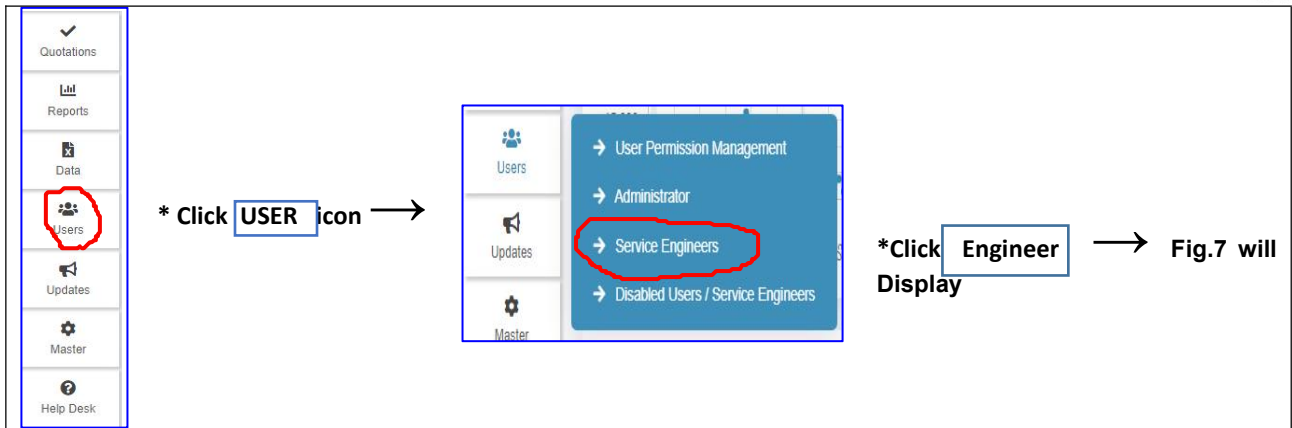 Quotations
Reports
Data
Users
Updates
Master
Help Desk
* Click USER icon →
Users
Updates
Master
→ User Permission Management
→ Administrator
→ Service Engineers
→ Disabled Users / Service Engineers
*Click Engineer → Fig.7 will
Display